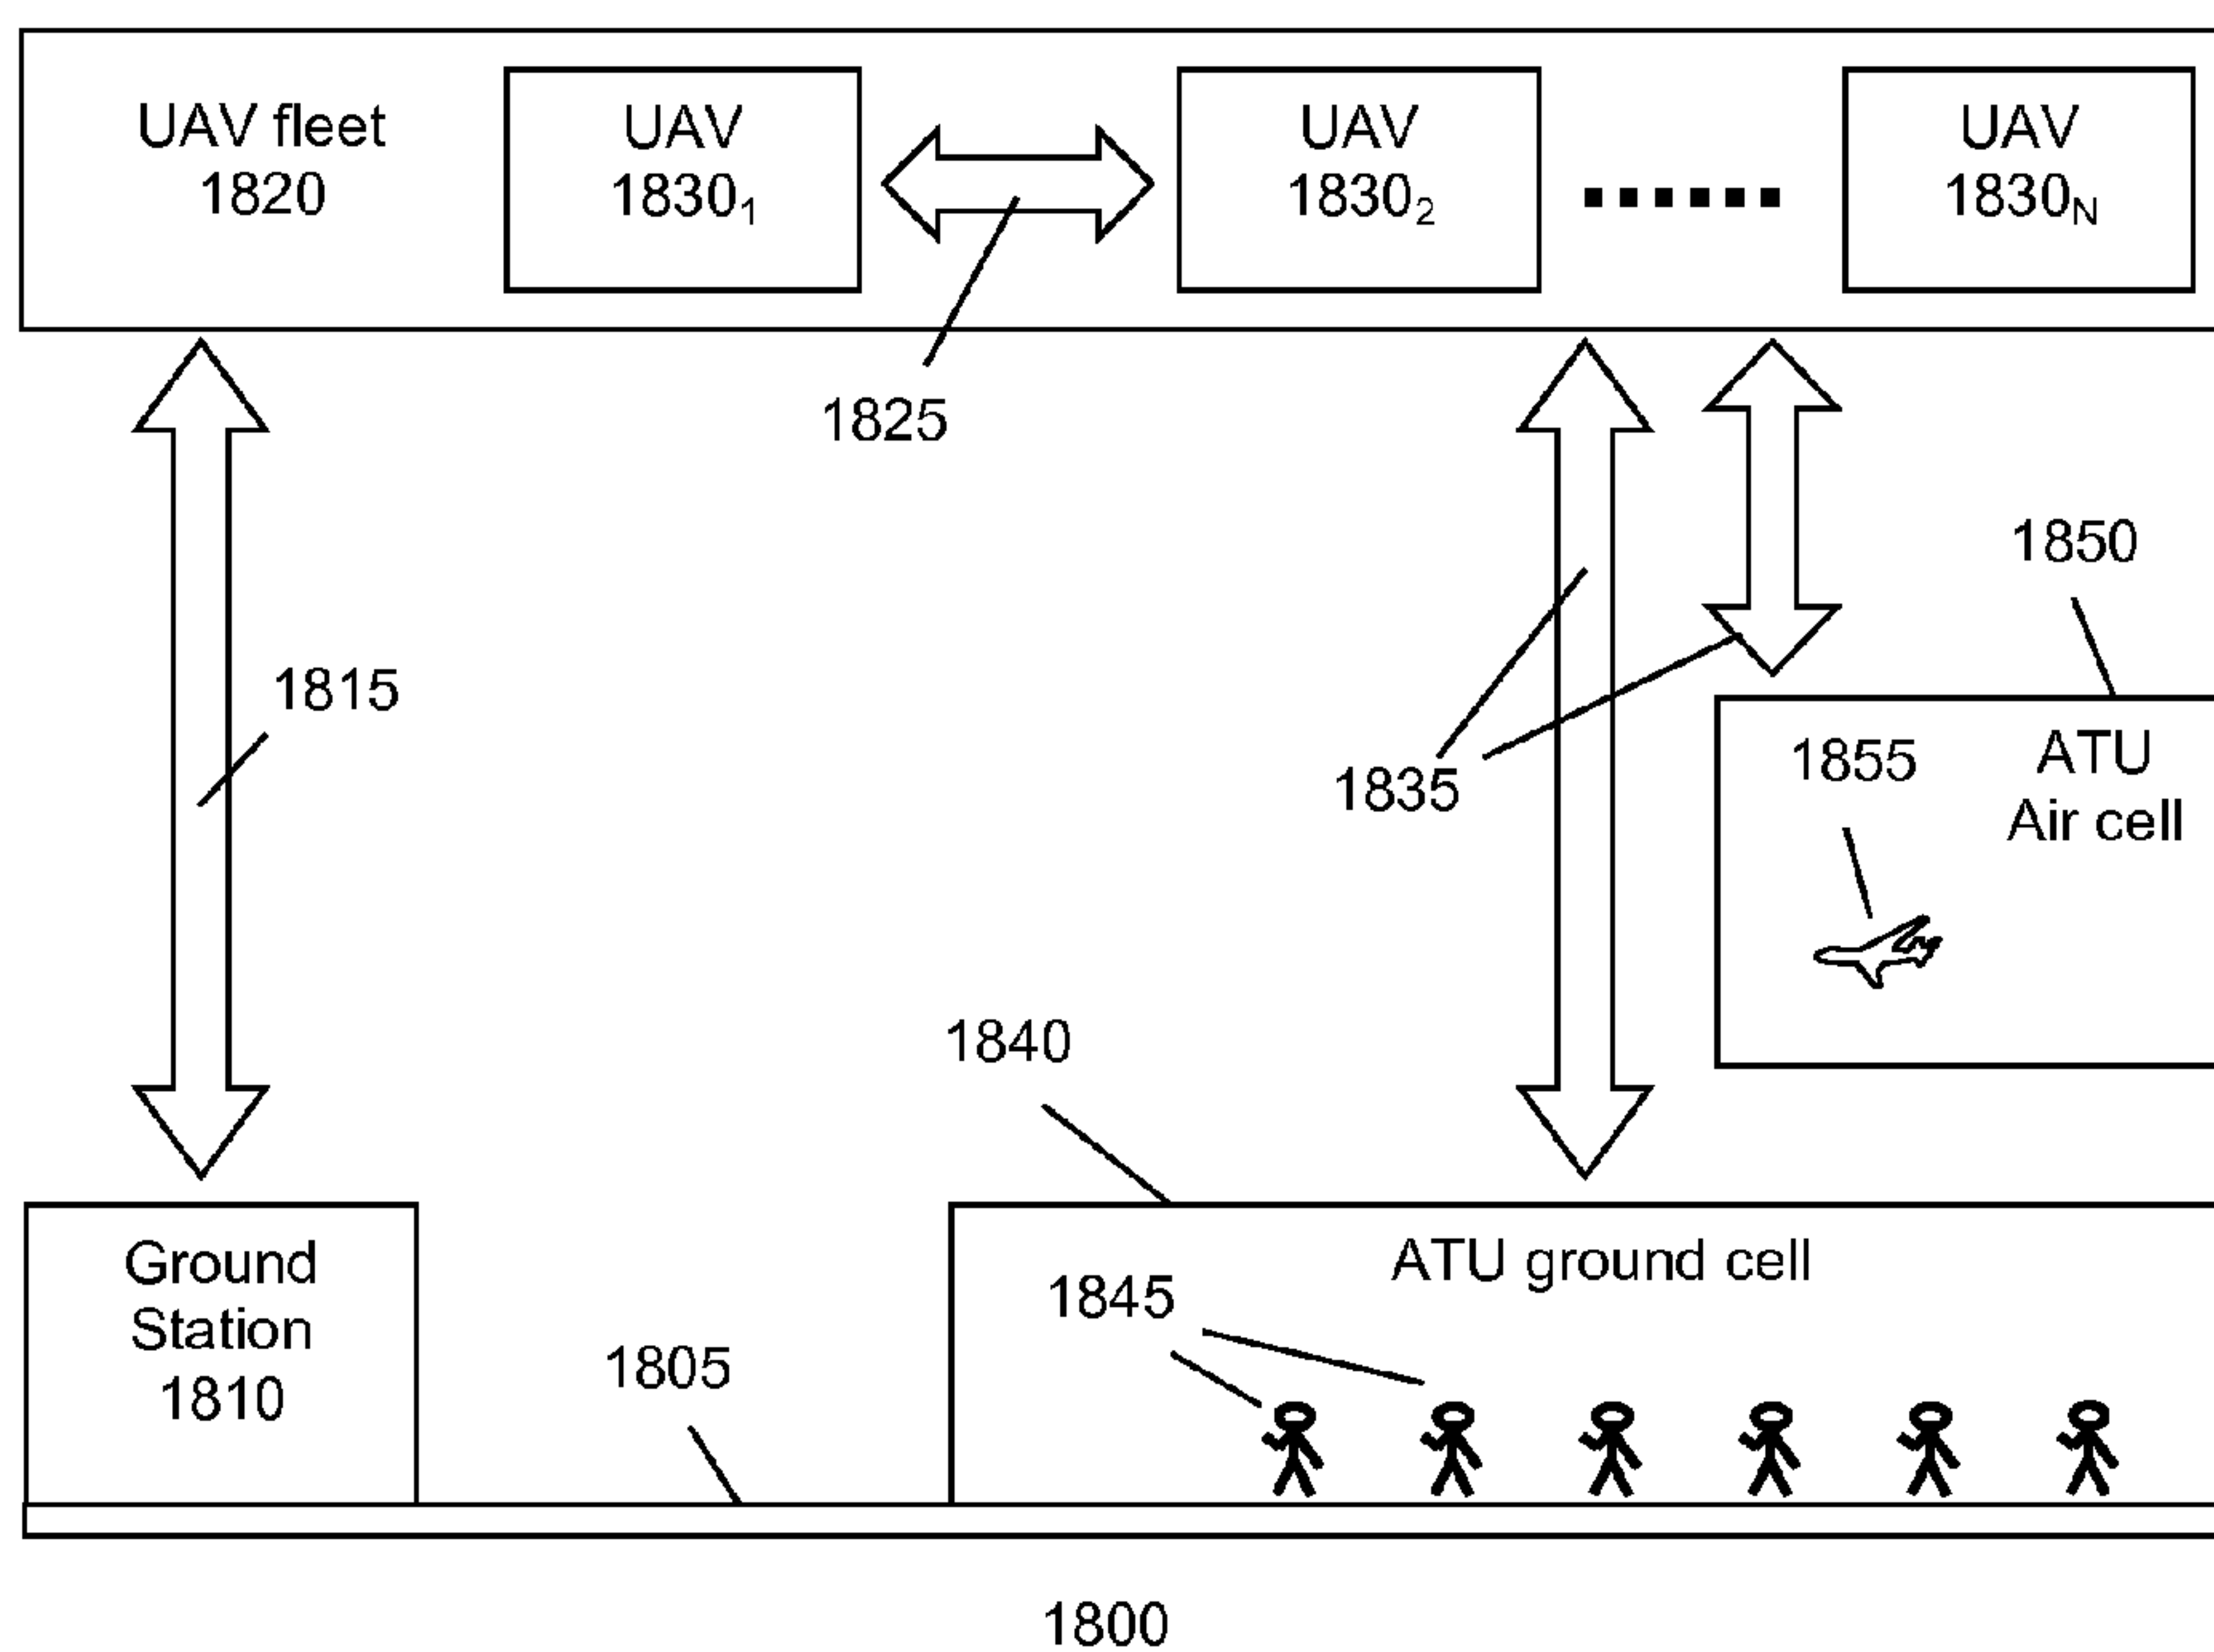 UAV fleet
1820
UAV
1830₁
UAV
1830₂
UAV
1830N
1825
1815
1835
1850
1855
ATU
Air cell
1840
Ground
Station
1810
1805
ATU ground cell
1845
1800